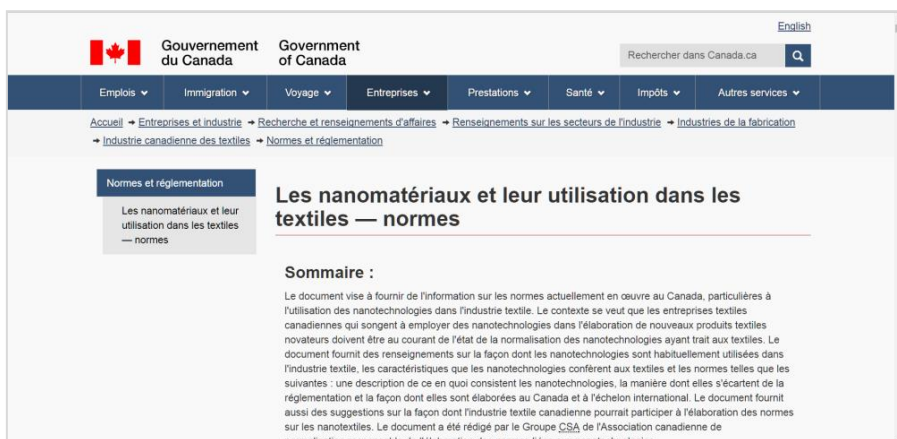 English
Gouvernement du Canada
Government of Canada
Rechercher dans Canada.ca
Emplois Immigration Voyage Entreprises Prestations Santé Impôts Autres services
Accueil → Entreprises et industrie → Recherche et renseignements d'affaires → Renseignements sur les secteurs de l'industrie → Industries de la fabrication
→ Industrie canadienne des textiles → Normes et réglementation
Normes et réglementation
Les nanomatériaux et leur
utilisation dans les textiles
— normes
Les nanomatériaux et leur utilisation dans les
textiles — normes
Sommaire :
Le document vise à fournir de l'information sur les normes actuellement en œuvre au Canada, particulières à
l'utilisation des nanotechnologies dans l'industrie textile. Le contexte se veut que les entreprises textiles
canadiennes qui songent à employer des nanotechnologies dans l'élaboration de nouveaux produits textiles
novateurs doivent être au courant de l'état de la normalisation des nanotechnologies ayant trait aux textiles. Le
document fournit des renseignements sur la façon dont les nanotechnologies sont habituellement utilisées dans
l'industrie textile, les caractéristiques que les nanotechnologies confèrent aux textiles et les normes telles que les
suivantes : une description de ce en quoi consistent les nanotechnologies, la manière dont elles s'écartent de la
réglementation et la façon dont elles sont élaborées au Canada et à l'échelon international. Le document fournit
aussi des suggestions sur la façon dont l'industrie textile canadienne pourrait participer à l'élaboration des normes
sur les nanotextiles. Le document a été rédigé par le Groupe CSA de l'Association canadienne de